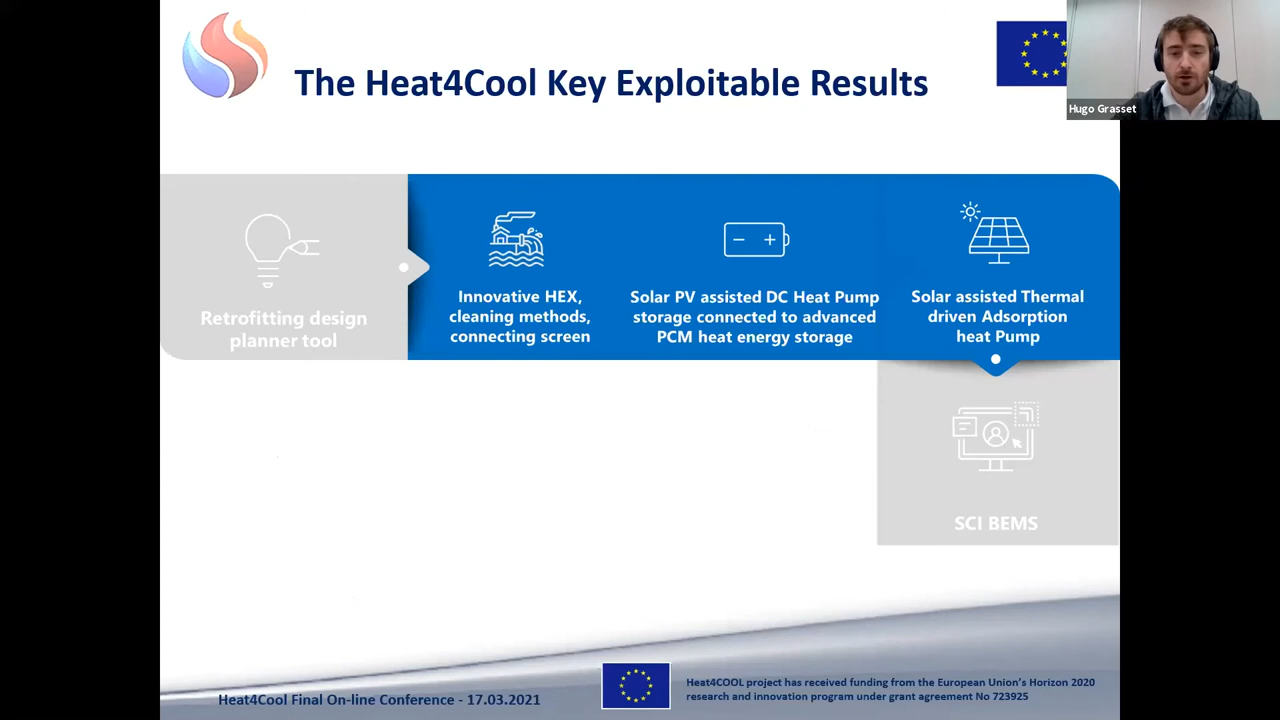 The Heat4Cool Key Exploitable Results
Hugo Grasset
Retrofitting design
planner tool
Innovative HEX,
cleaning methods,
connecting screen
Solar PV assisted DC Heat Pump
storage connected to advanced
PCM heat energy storage
Solar assisted Thermal
driven Adsorption
heat Pump
SCI BEMS
Heat4Cool Final On-line Conference - 17.03.2021
Heat4COOL project has received funding from the European Union's Horizon 2020
research and innovation program under grant agreement No 723925